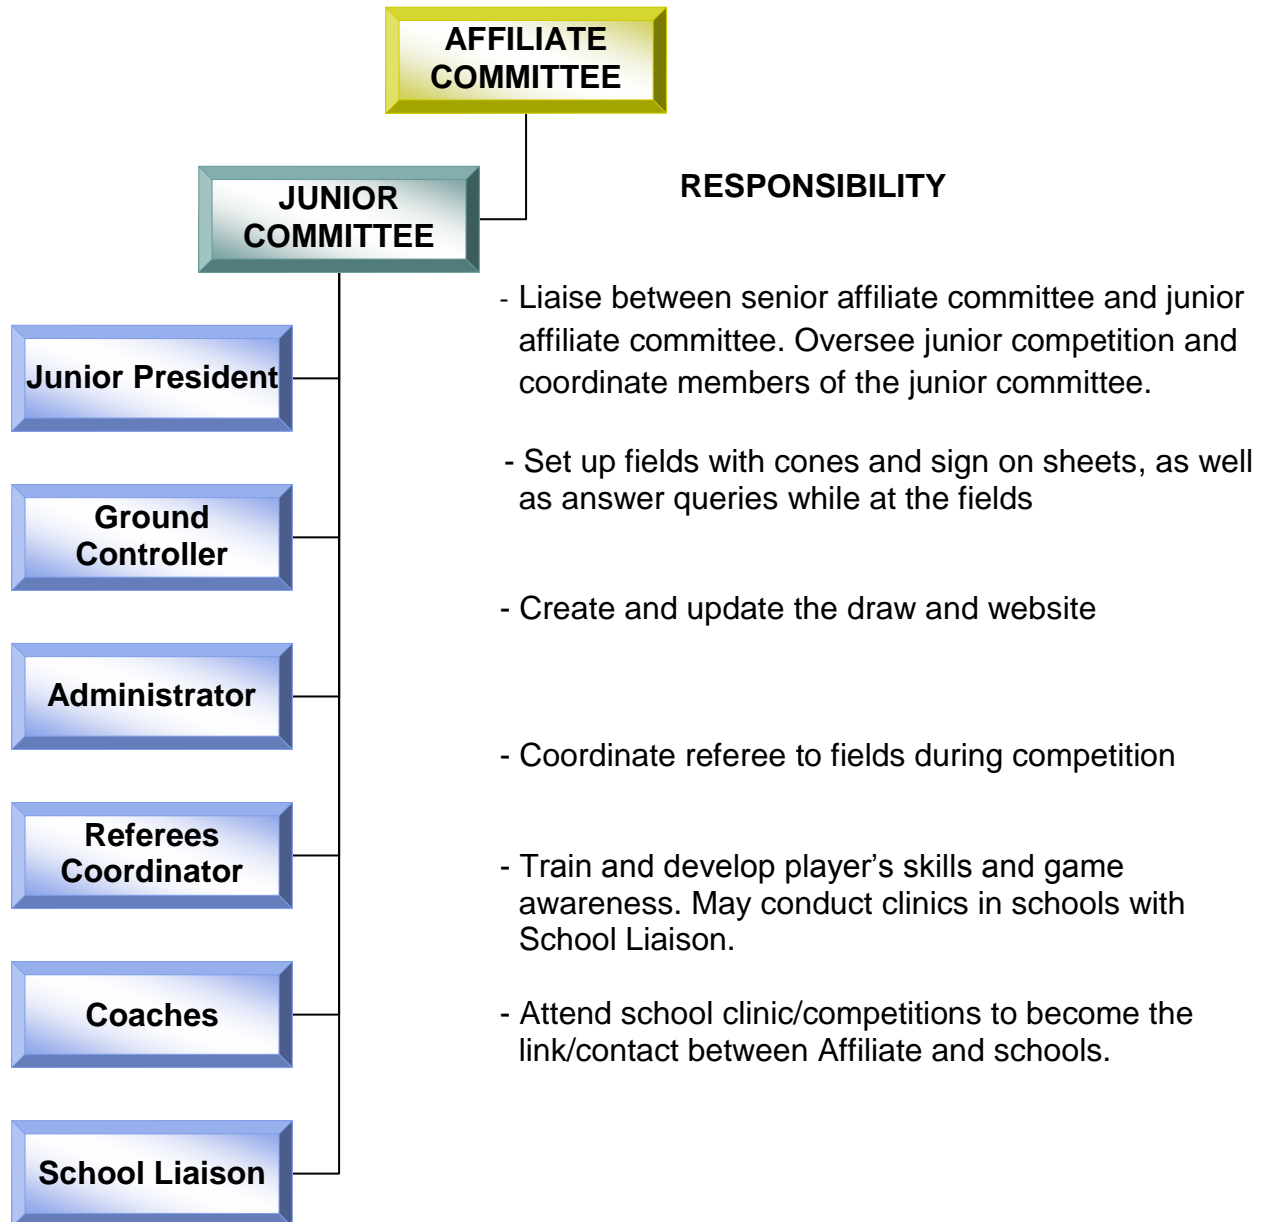 AFFILIATE
COMMITTEE
JUNIOR
COMMITTEE
RESPONSIBILITY
Junior President
- Liaise between senior affiliate committee and junior
affiliate committee. Oversee junior competition and
coordinate members of the junior committee.
Ground
Controller
- Set up fields with cones and sign on sheets, as well
as answer queries while at the fields
Administrator
- Create and update the draw and website
Referees
Coordinator
- Coordinate referee to fields during competition
Coaches
- Train and develop player’s skills and game
awareness. May conduct clinics in schools with
School Liaison.
School Liaison
- Attend school clinic/competitions to become the
link/contact between Affiliate and schools.